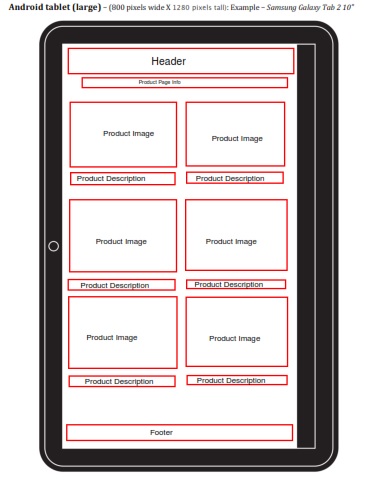 Android tablet (large) – (800 pixels wide X 1280 pixels tall): Example – Samsung Galaxy Tab 2 10"
Header
Product Page Info
Product Image Product Image
Product Description Product Description
Product Image Product Image
Product Description Product Description
Product Image Product Image
Product Description Product Description
Footer